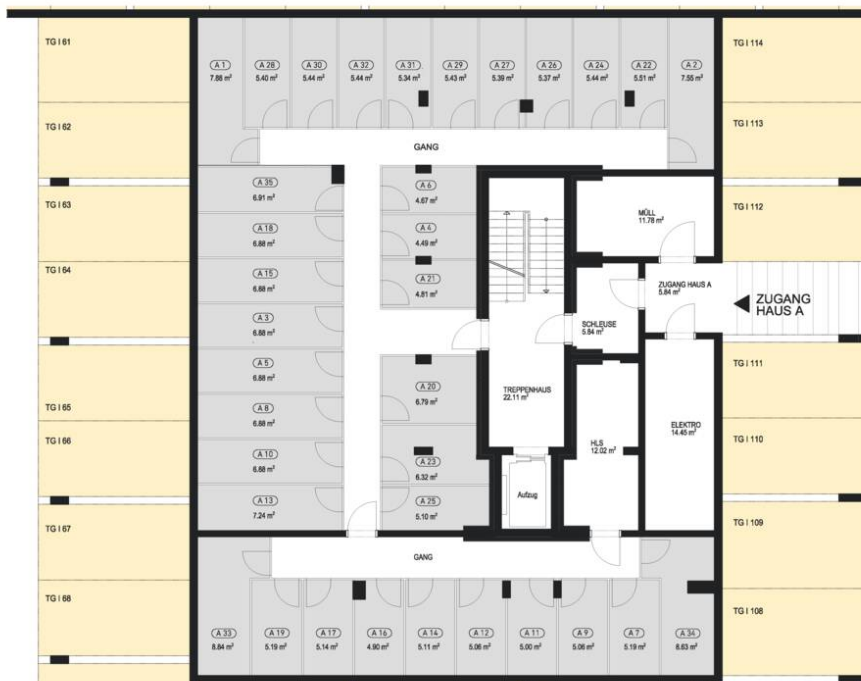 TG I 61
A 1
7.88 m²
A 28
5.40 m²
A 30
5.44 m²
A 32
5.44 m²
A 31
5.34 m²
A 29
5.43 m²
A 27
5.39 m²
A 26
5.37 m²
A 24
5.44 m²
A 22
5.51 m²
A 2
7.55 m²
TG I 114
TG I 62
TG I 113
GANG
A 35
6.91 m²
A 6
4.67 m²
TG I 63
TG I 112
MÜLL
11.78 m²
A 18
6.88 m²
A 4
4.49 m²
TG I 64
A 15
6.88 m²
A 21
4.81 m²
ZUGANG HAUS A
5.84 m²
ZUGANG
HAUS A
A 3
6.88 m²
SCHLEUSE
5.84 m²
A 5
6.88 m²
TG I 111
A 20
6.79 m²
TREPPENHAUS
22.11 m²
TG I 65
A 8
6.88 m²
TG I 66
ELEKTRO
14.45 m²
TG I 110
HLS
12.02 m²
A 10
6.88 m²
A 23
6.32 m²
A 13
7.24 m²
A 25
5.10 m²
Aufzug
TG I 67
TG I 109
GANG
TG I 68
TG I 108
A 33
8.84 m²
A 19
5.19 m²
A 17
5.14 m²
A 16
4.90 m²
A 14
5.11 m²
A 12
5.06 m²
A 11
5.00 m²
A 9
5.06 m²
A 7
5.19 m²
A 34
8.63 m²